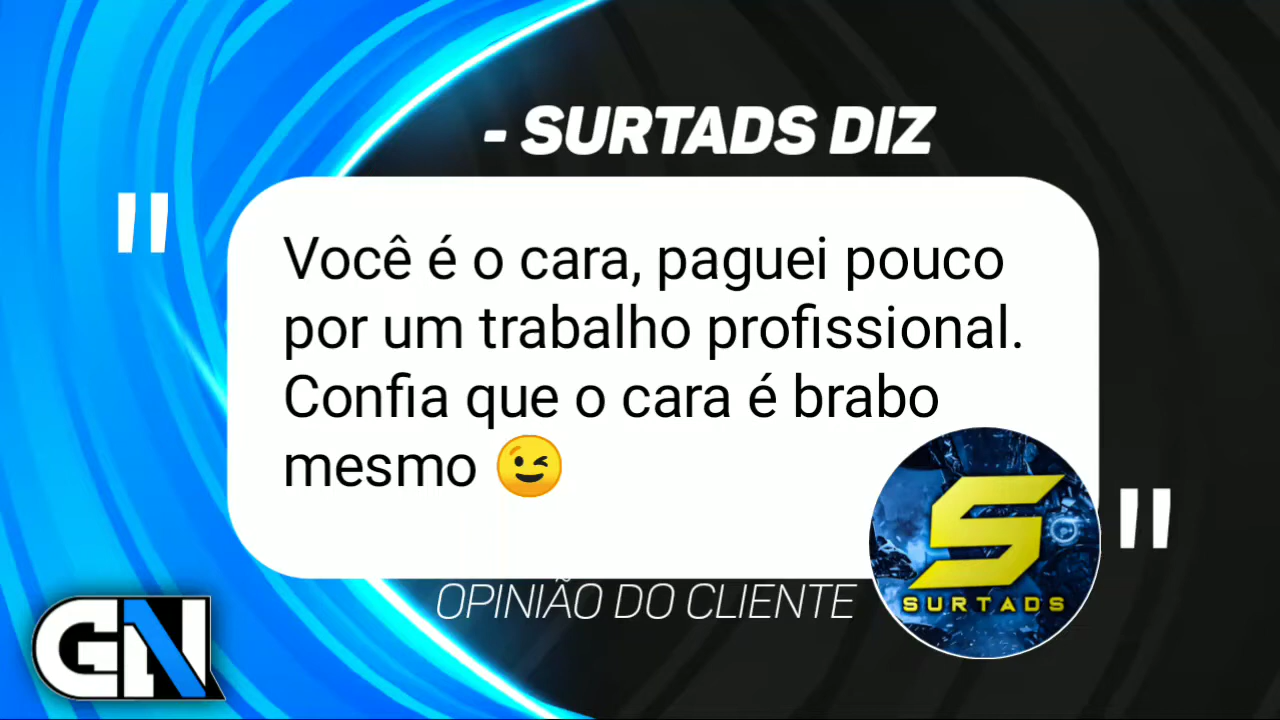 - SURTADS DIZ
"
Você é o cara, paguei pouco
por um trabalho profissional.
Confia que o cara é brabo
mesmo 😉
"
S
SURTADS
OPINIÃO DO CLIENTE
GN